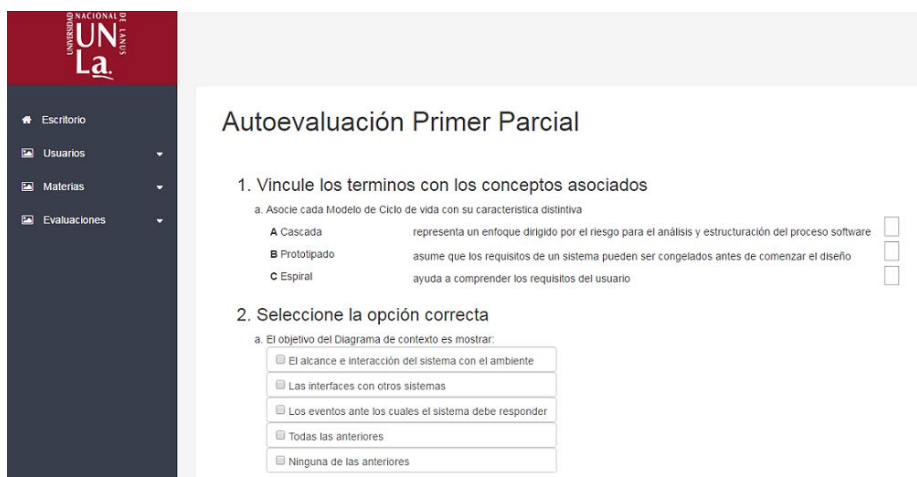 UNIVERSIDAD NACIONAL DE LANUS
UN
La.
Escritorio
Usuarios
Materias
Evaluaciones
Autoevaluación Primer Parcial
1. Vincule los terminos con los conceptos asociados
a. Asocie cada Modelo de Ciclo de vida con su caracteristica distintiva
A Cascada representa un enfoque dirigido por el riesgo para el análisis y estructuración del proceso software
B Prototipado asume que los requisitos de un sistema pueden ser congelados antes de comenzar el diseño
C Espiral ayuda a comprender los requisitos del usuario
2. Seleccione la opción correcta
a. El objetivo del Diagrama de contexto es mostrar:
El alcance e interacción del sistema con el ambiente
Las interfaces con otros sistemas
Los eventos ante los cuales el sistema debe responder
Todas las anteriores
Ninguna de las anteriores